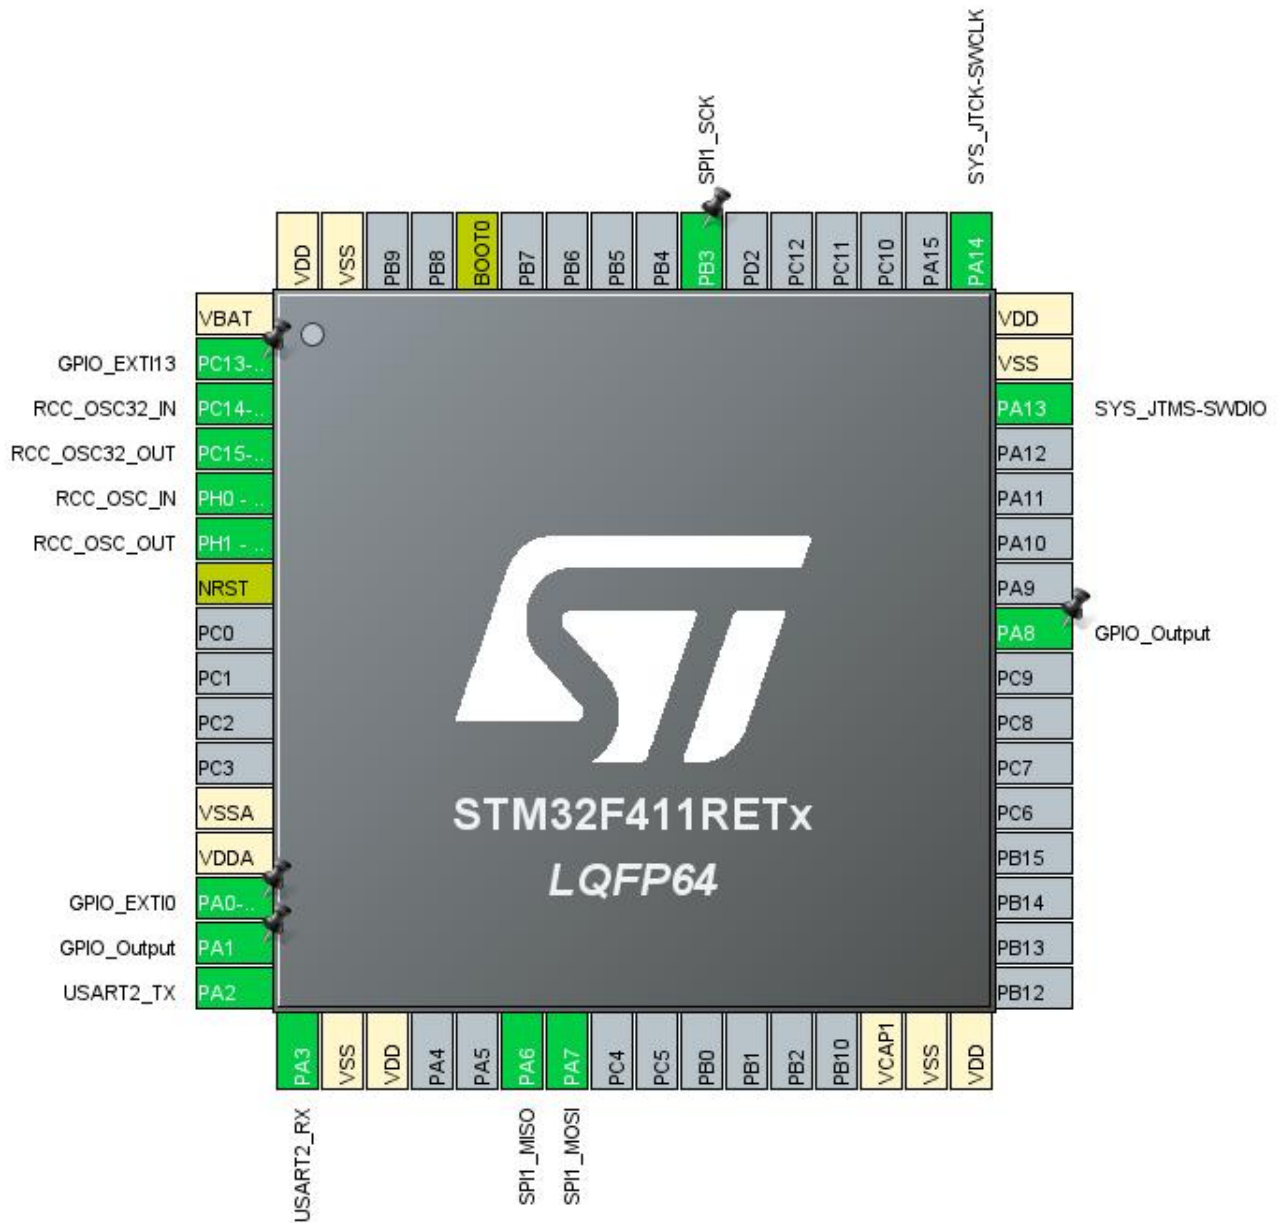 SPI1_SCK
SYS_JTCK-SWCLK
VDD
VSS
PB9
PB8
BOOT0
PB7
PB6
PB5
PB4
PB3
PD2
PC12
PC11
PC10
PA15
PA14
VBAT
GPIO_EXTI13 PC13-..
RCC_OSC32_IN PC14-..
RCC_OSC32_OUT PC15-..
RCC_OSC_IN PH0 - ..
RCC_OSC_OUT PH1 - ..
NRST
PC0
PC1
PC2
PC3
VSSA
VDDA
GPIO_EXTI0 PA0-..
GPIO_Output PA1
USART2_TX PA2
ST
STM32F411RETx
LQFP64
VDD
VSS
PA13 SYS_JTMS-SWDIO
PA12
PA11
PA10
PA9
PA8 GPIO_Output
PC9
PC8
PC7
PC6
PB15
PB14
PB13
PB12
PA3
VSS
VDD
PA4
PA5
PA6
PA7
PC4
PC5
PB0
PB1
PB2
PB10
VCAP1
VSS
VDD
USART2_RX
SPI1_MISO
SPI1_MOSI